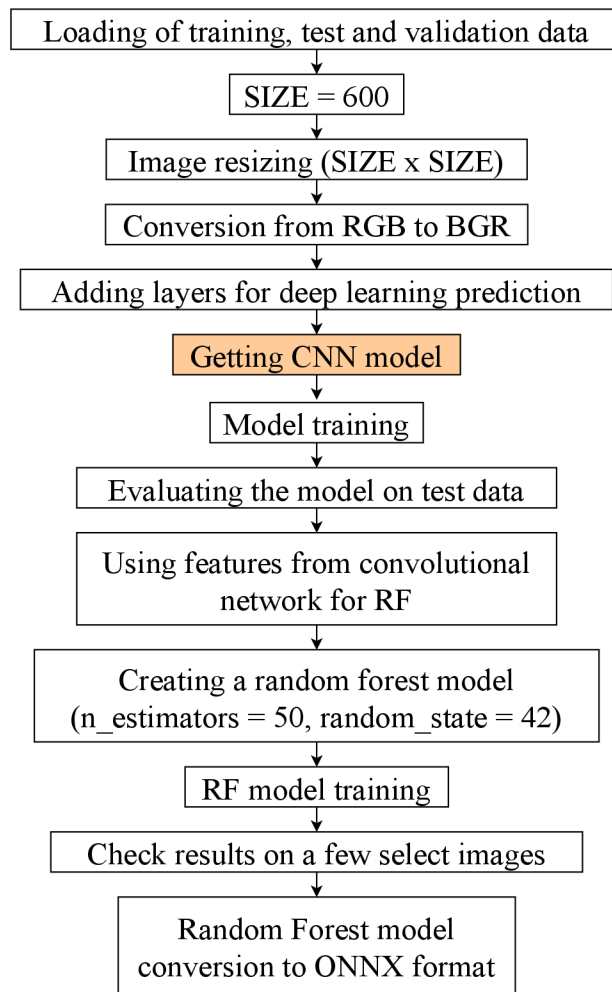 Loading of training, test and validation data
SIZE = 600
Image resizing (SIZE x SIZE)
Conversion from RGB to BGR
Adding layers for deep learning prediction
Getting CNN model
Model training
Evaluating the model on test data
Using features from convolutional
network for RF
Creating a random forest model
(n_estimators = 50, random_state = 42)
RF model training
Check results on a few select images
Random Forest model
conversion to ONNX format